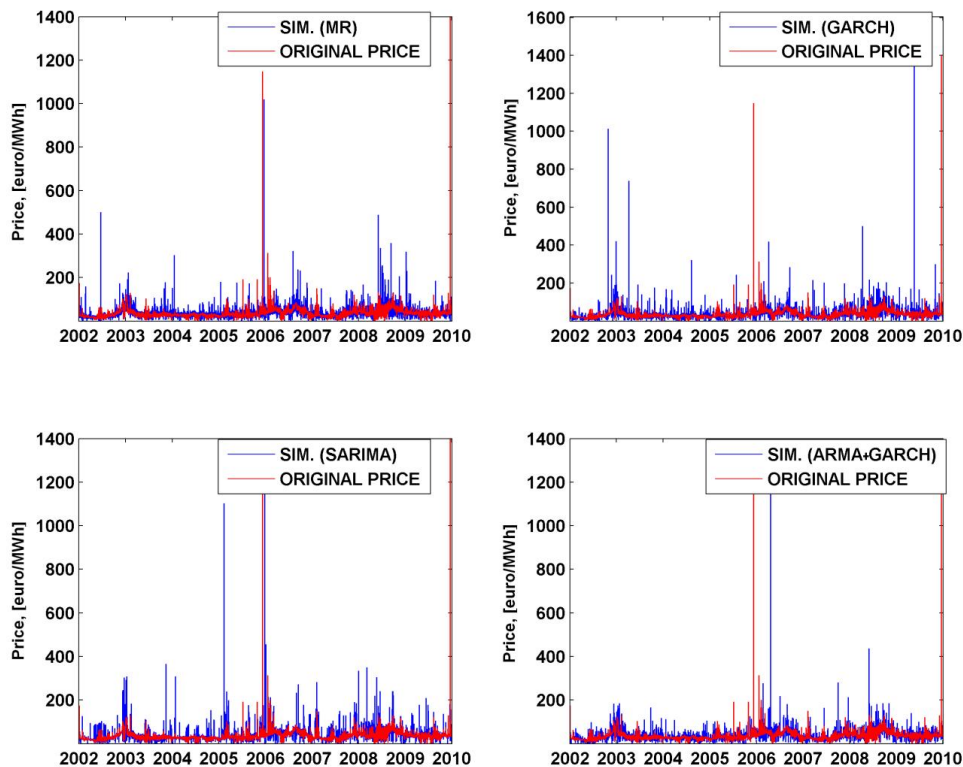 1400
1200
1000
800
600
400
200
Price, [euro/MWh]
SIM. (MR)
ORIGINAL PRICE
2002 2003 2004 2005 2006 2007 2008 2009 2010
1600
1400
1200
1000
800
600
400
200
Price, [euro/MWh]
SIM. (GARCH)
ORIGINAL PRICE
2002 2003 2004 2005 2006 2007 2008 2009 2010
1400
1200
1000
800
600
400
200
Price, [euro/MWh]
SIM. (SARIMA)
ORIGINAL PRICE
2002 2003 2004 2005 2006 2007 2008 2009 2010
1400
1200
1000
800
600
400
200
Price, [euro/MWh]
SIM. (ARMA+GARCH)
ORIGINAL PRICE
2002 2003 2004 2005 2006 2007 2008 2009 2010